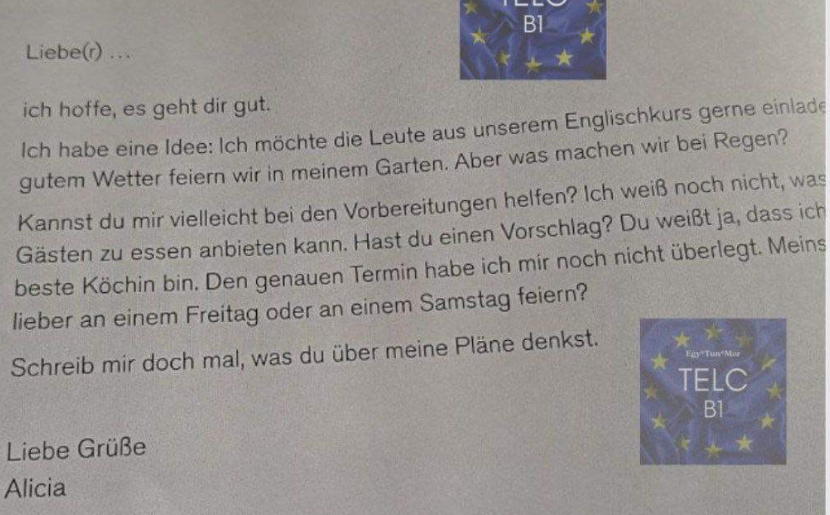 TELC
B1
Liebe(r) ...
ich hoffe, es geht dir gut.
Ich habe eine Idee: Ich möchte die Leute aus unserem Englischkurs gerne einlade
gutem Wetter feiern wir in meinem Garten. Aber was machen wir bei Regen?
Kannst du mir vielleicht bei den Vorbereitungen helfen? Ich weiß noch nicht, was
Gästen zu essen anbieten kann. Hast du einen Vorschlag? Du weißt ja, dass ich
beste Köchin bin. Den genauen Termin habe ich mir noch nicht überlegt. Meins
lieber an einem Freitag oder an einem Samstag feiern?
Schreib mir doch mal, was du über meine Pläne denkst.
Egy*Tun*Mor
TELC
B1
Liebe Grüße
Alicia